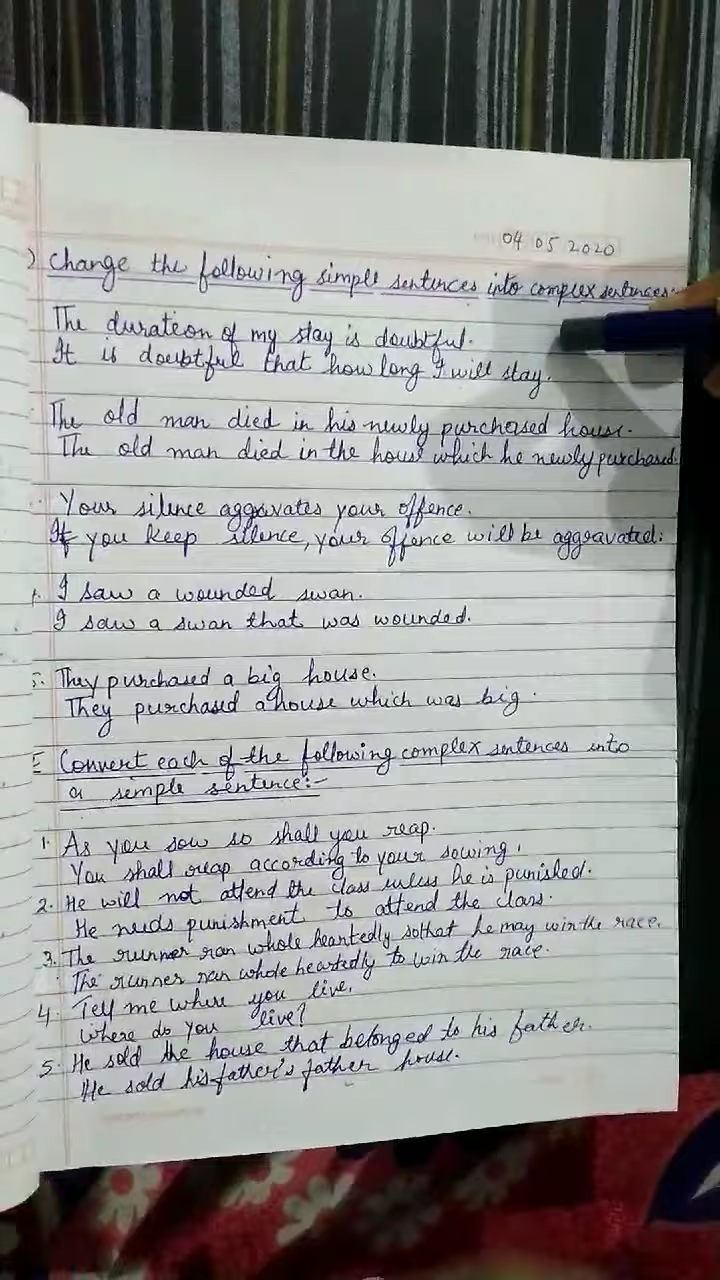 04 05 2020
) Change the following simple sentences into complex sentences:-
The duration of my stay is doubtful.
It is doubtful that how long I will stay.
The old man died in his newly purchased house.
The old man died in the house which he newly purchased.
Your silence aggravates your offence.
If you keep silence, your offence will be aggravated.
I saw a wounded swan.
I saw a swan that was wounded.
5. They purchased a big house.
They purchased a house which was big.
E Convert each of the following complex sentences into
a semple sentence:-
1. As you sow so shall you reap.
You shall reap according to your sowing.
2. He will not attend the class unless he is punished.
He needs punishment to attend the class.
3. The runner ran whole heartedly so that he may win the race.
The runner ran whole heartedly to win the race.
4. Tell me where you live.
Where do you live?
5. He sold the house that belonged to his father.
He sold his father's father house.